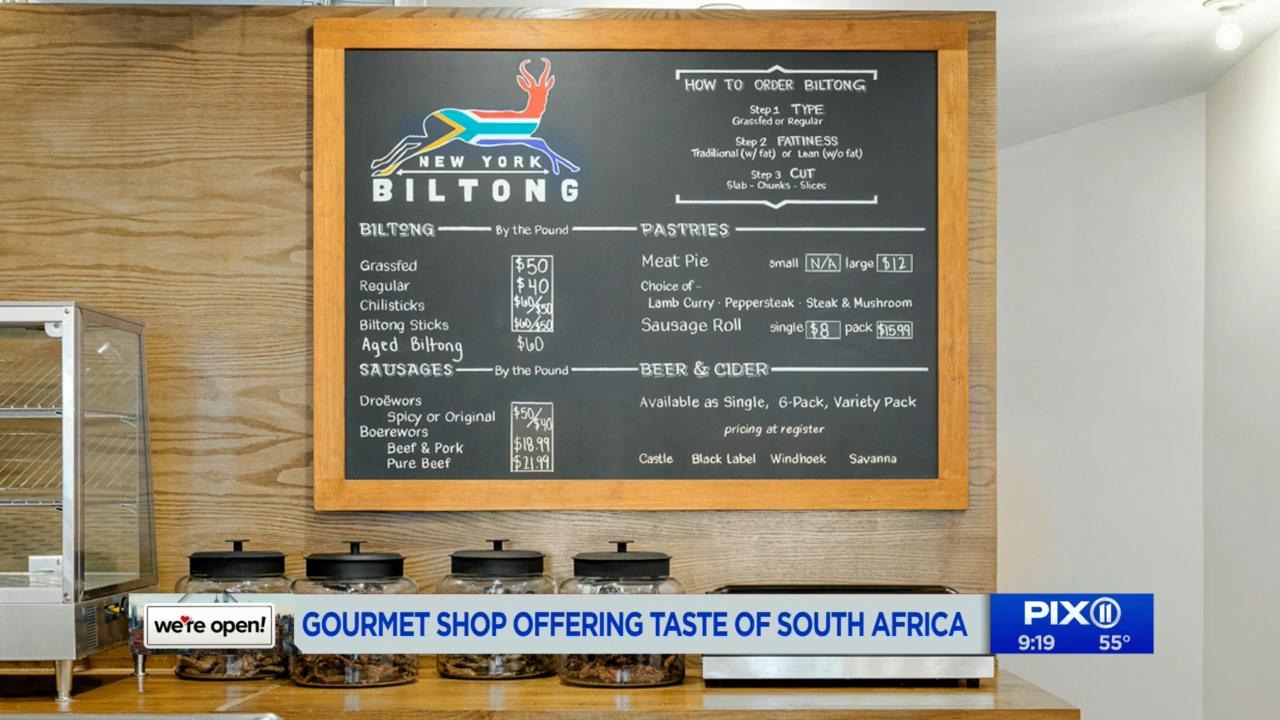 NEW YORK
BILTONG
HOW TO ORDER BILTONG
Step 1 TYPE
Grassfed or Regular
Step 2 FATTINESS
Traditional (w/ fat) or Lean (w/o fat)
Step 3 CUT
Slab - Chunks - Slices
BILTONG By the Pound
Grassfed $50
Regular $40
Chilisticks $60/$50
Biltong Sticks $60/$50
Aged Biltong $60
SAUSAGES By the Pound
Droëwors
Spicy or Original $50/$40
Boerewors
Beef & Pork $18.99
Pure Beef $21.99
PASTRIES
Meat Pie small N/A large $12
Choice of -
Lamb Curry · Peppersteak · Steak & Mushroom
Sausage Roll single $8 pack $15.99
BEER & CIDER
Available as Single, 6-Pack, Variety Pack
pricing at register
Castle Black Label Windhoek Savanna
we're open!
GOURMET SHOP OFFERING TASTE OF SOUTH AFRICA
PIX 11
9:19 55°